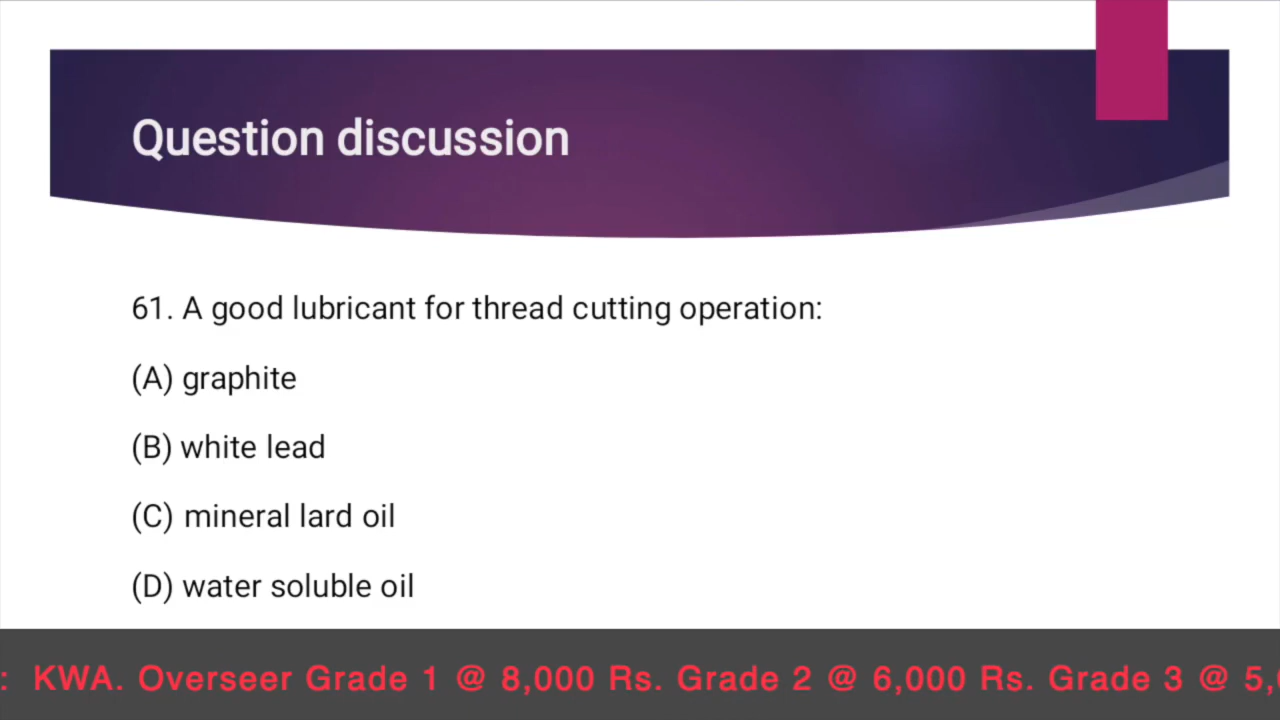 Question discussion
61. A good lubricant for thread cutting operation:
(A) graphite
(B) white lead
(C) mineral lard oil
(D) water soluble oil
: KWA. Overseer Grade 1 @ 8,000 Rs. Grade 2 @ 6,000 Rs. Grade 3 @